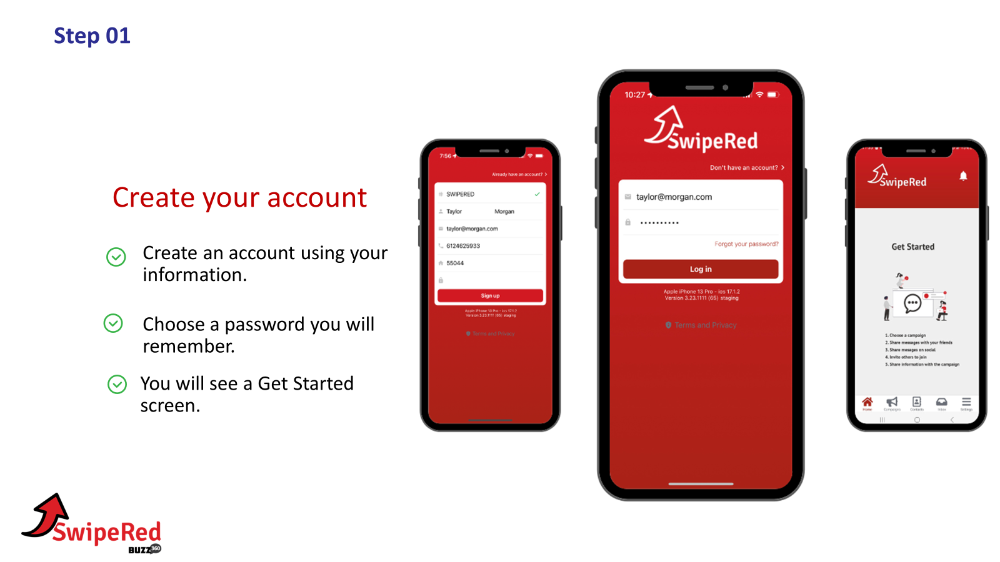 Step 01
Create your account
Create an account using your
information.
Choose a password you will
remember.
You will see a Get Started
screen.
7:56
Already have an account? >
SWIPERED
Taylor Morgan
taylor@morgan.com
6124625933
55044
Sign up
Apple iPhone 13 Pro - ios 17.1.2
Version 3.23.1111 (65) staging
Terms and Privacy
10:27
SwipeRed
Don't have an account? >
taylor@morgan.com
••••••••••
Forgot your password?
Log in
Apple iPhone 13 Pro - ios 17.1.2
Version 3.23.1111 (65) staging
Terms and Privacy
SwipeRed
Get Started
1. Choose a campaign
2. Share messages with your friends
3. Share mesages on social
4. Invite others to join
5. Share information with the campaign
Home Campaigns Contacts Inbox Settings
SwipeRed
BUZZ360